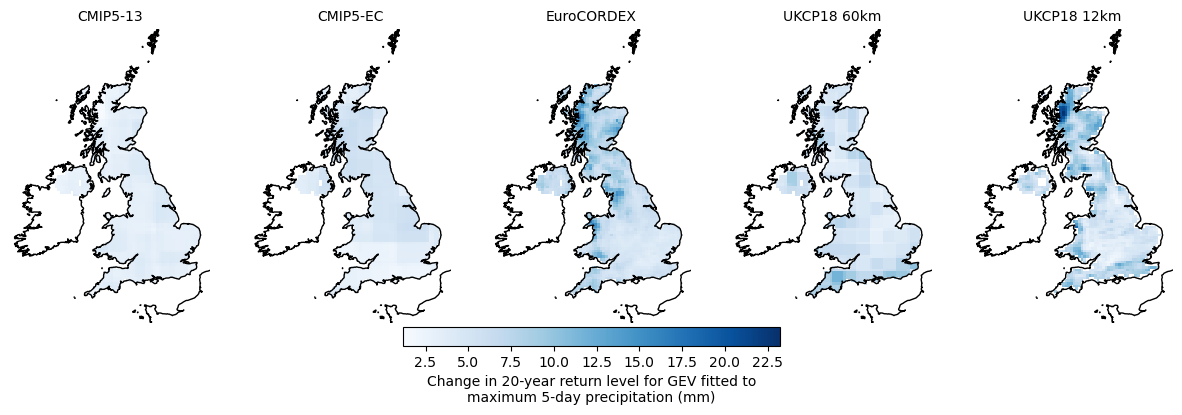 CMIP5-13
CMIP5-EC
EuroCORDEX
UKCP18 60km
UKCP18 12km
2.5 5.0 7.5 10.0 12.5 15.0 17.5 20.0 22.5
Change in 20-year return level for GEV fitted to
maximum 5-day precipitation (mm)